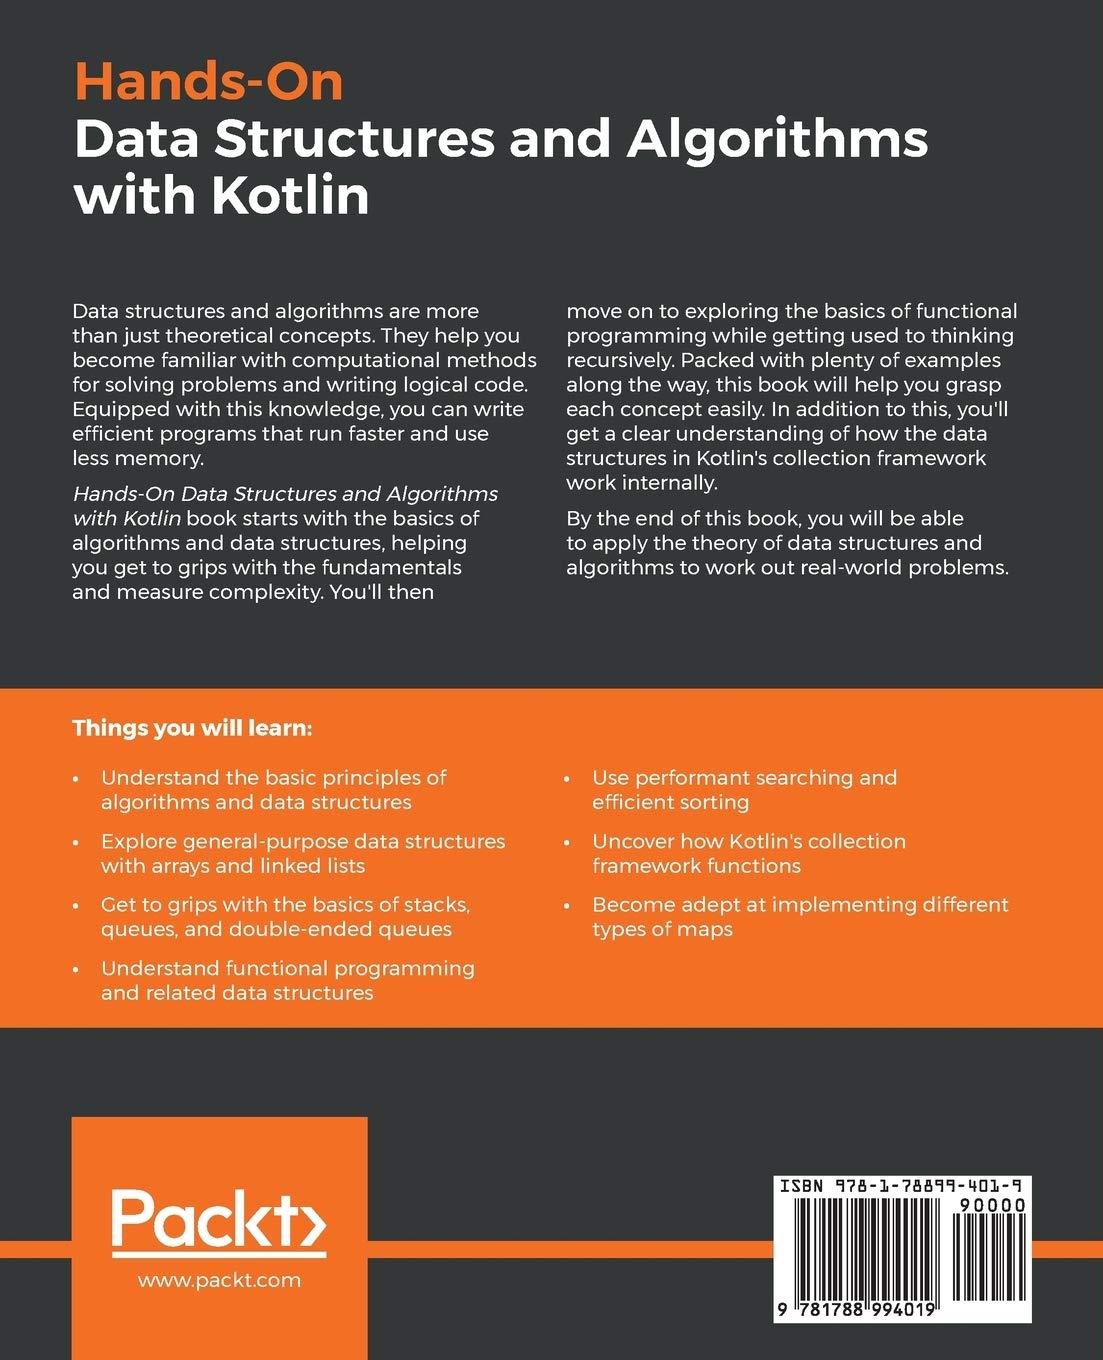 Hands-On
Data Structures and Algorithms
with Kotlin
Data structures and algorithms are more
than just theoretical concepts. They help you
become familiar with computational methods
for solving problems and writing logical code.
Equipped with this knowledge, you can write
efficient programs that run faster and use
less memory.
Hands-On Data Structures and Algorithms
with Kotlin book starts with the basics of
algorithms and data structures, helping
you get to grips with the fundamentals
and measure complexity. You'll then
move on to exploring the basics of functional
programming while getting used to thinking
recursively. Packed with plenty of examples
along the way, this book will help you grasp
each concept easily. In addition to this, you'll
get a clear understanding of how the data
structures in Kotlin's collection framework
work internally.
By the end of this book, you will be able
to apply the theory of data structures and
algorithms to work out real-world problems.
Things you will learn:
• Understand the basic principles of
algorithms and data structures
• Explore general-purpose data structures
with arrays and linked lists
• Get to grips with the basics of stacks,
queues, and double-ended queues
• Understand functional programming
and related data structures
• Use performant searching and
efficient sorting
• Uncover how Kotlin's collection
framework functions
• Become adept at implementing different
types of maps
Packt>
www.packt.com
ISBN 978-1-78899-401-9
90000
9 781788 994019